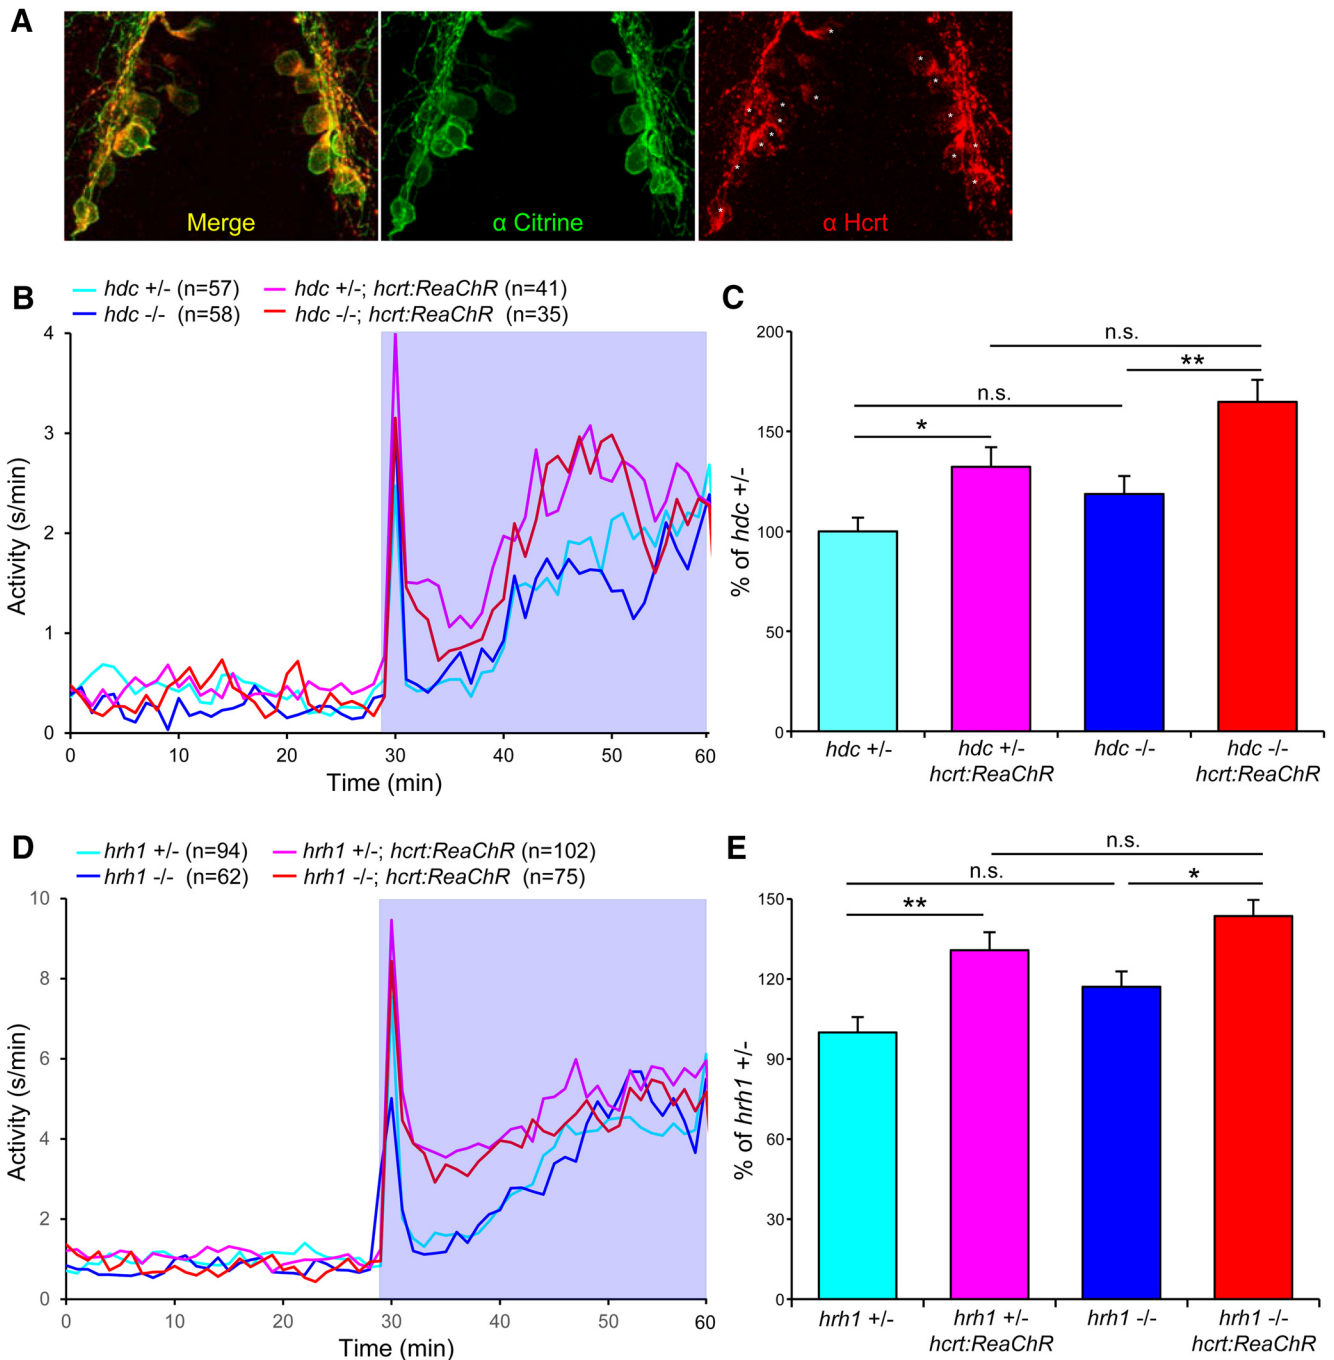 A
Merge
α Citrine
α Hcrt
B
hdc +/- (n=57)
hdc +/-; hcrt:ReaChR (n=41)
hdc -/- (n=58)
hdc -/-; hcrt:ReaChR (n=35)
4
3
2
1
0
Activity (s/min)
0 10 20 30 40 50 60
Time (min)
C
200
150
100
50
0
% of hdc +/-
n.s.
**
n.s.
*
hdc +/-
hdc +/-
hcrt:ReaChR
hdc -/-
hdc -/-
hcrt:ReaChR
D
hrh1 +/- (n=94)
hrh1 +/-; hcrt:ReaChR (n=102)
hrh1 -/- (n=62)
hrh1 -/-; hcrt:ReaChR (n=75)
10
8
6
4
2
0
Activity (s/min)
0 10 20 30 40 50 60
Time (min)
E
150
120
90
60
30
0
% of hrh1 +/-
n.s.
n.s.
*
**
hrh1 +/-
hrh1 +/-
hcrt:ReaChR
hrh1 -/-
hrh1 -/-
hcrt:ReaChR